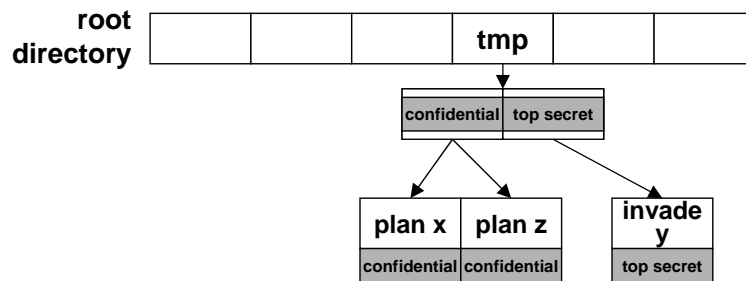 root
directory
tmp
confidential top secret
plan x plan z invade
y
confidential confidential top secret